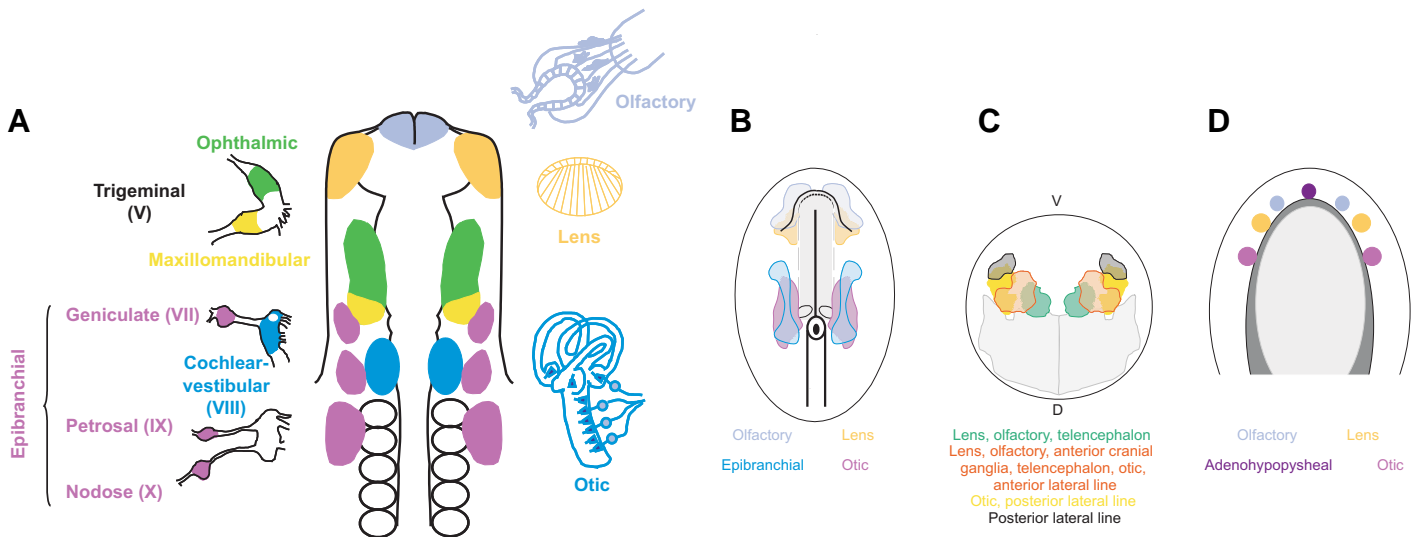 A
Ophthalmic
Trigeminal
(V)
Maxillomandibular
Epibranchial
Geniculate (VII)
Cochlear-
vestibular
(VIII)
Petrosal (IX)
Nodose (X)
Olfactory
Lens
Otic
B
Olfactory
Lens
Epibranchial
Otic
C
V
D
Lens, olfactory, telencephalon
Lens, olfactory, anterior cranial
ganglia, telencephalon, otic,
anterior lateral line
Otic, posterior lateral line
Posterior lateral line
D
Olfactory
Lens
Adenohypopysheal
Otic